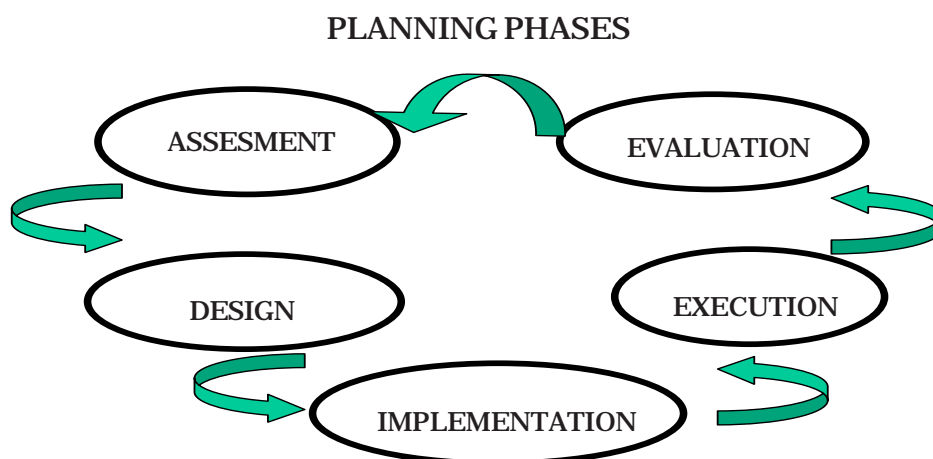 PLANNING PHASES
ASSESMENT
EVALUATION
DESIGN
EXECUTION
IMPLEMENTATION